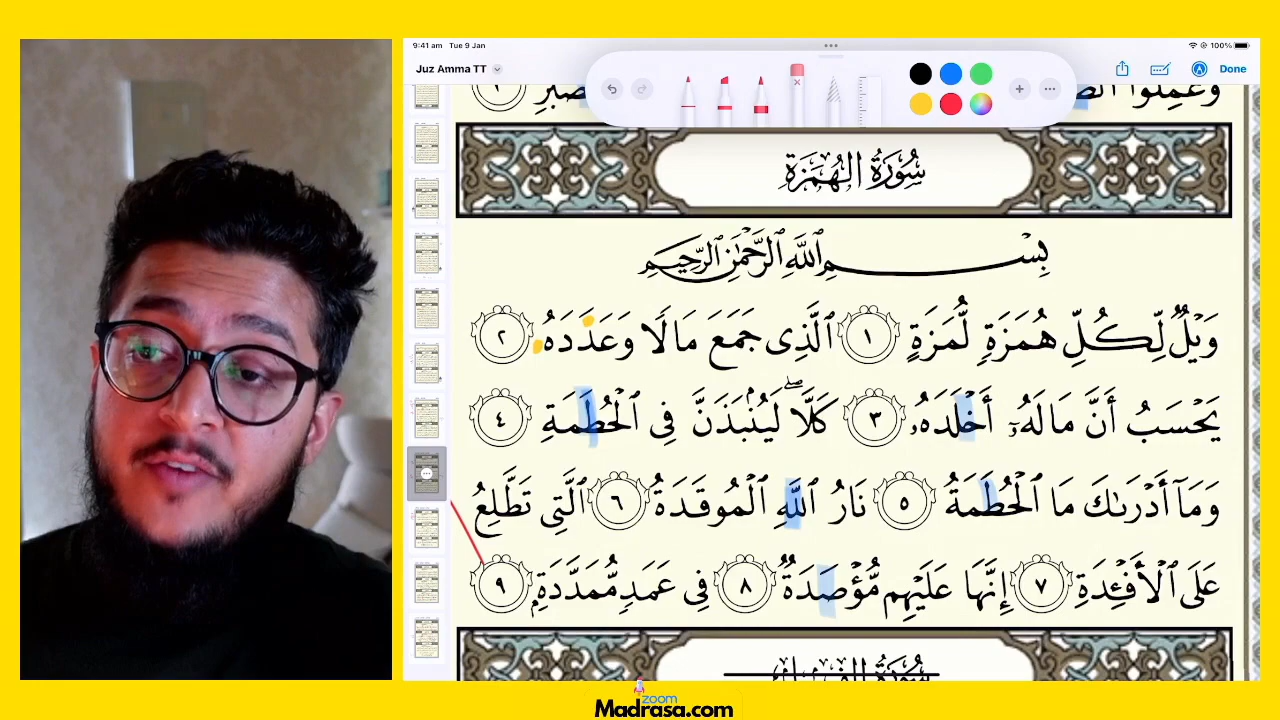 9:41 am Tue 9 Jan
100%
Juz Amma TT
Done
سُورَةُ الهُمَزَةِ
بِسْمِ ٱللَّهِ ٱلرَّحْمَٰنِ ٱلرَّحِيمِ
وَيْلٌ لِّكُلِّ هُمَزَةٍ لُّمَزَةٍ ١ ٱلَّذِى جَمَعَ مَالًا وَعَدَّدَهُۥ ٢
يَحْسَبُ أَنَّ مَالَهُۥٓ أَخْلَدَهُۥ ٣ كَلَّاۖ لَيُنۢبَذَنَّ فِى ٱلْحُطَمَةِ ٤
وَمَآ أَدْرَىٰكَ مَا ٱلْحُطَمَةُ ٥ نَارُ ٱللَّهِ ٱلْمُوقَدَةُ ٦ ٱلَّتِى تَطَّلِعُ
عَلَى ٱلْأَفْـِٔدَةِ ٧ إِنَّهَا عَلَيْهِم مُّؤْصَدَةٌ ٨ فِى عَمَدٍ مُّمَدَّدَةٍۭ ٩
zoom
Madrasa.com